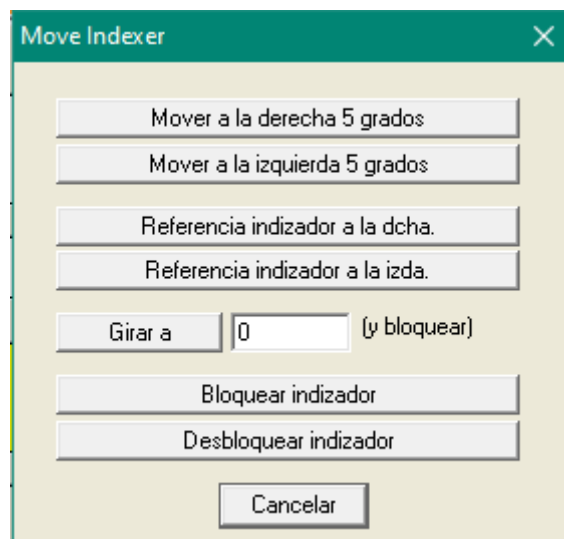 Move Indexer
Mover a la derecha 5 grados
Mover a la izquierda 5 grados
Referencia indizador a la dcha.
Referencia indizador a la izda.
Girar a 0 (y bloquear)
Bloquear indizador
Desbloquear indizador
Cancelar